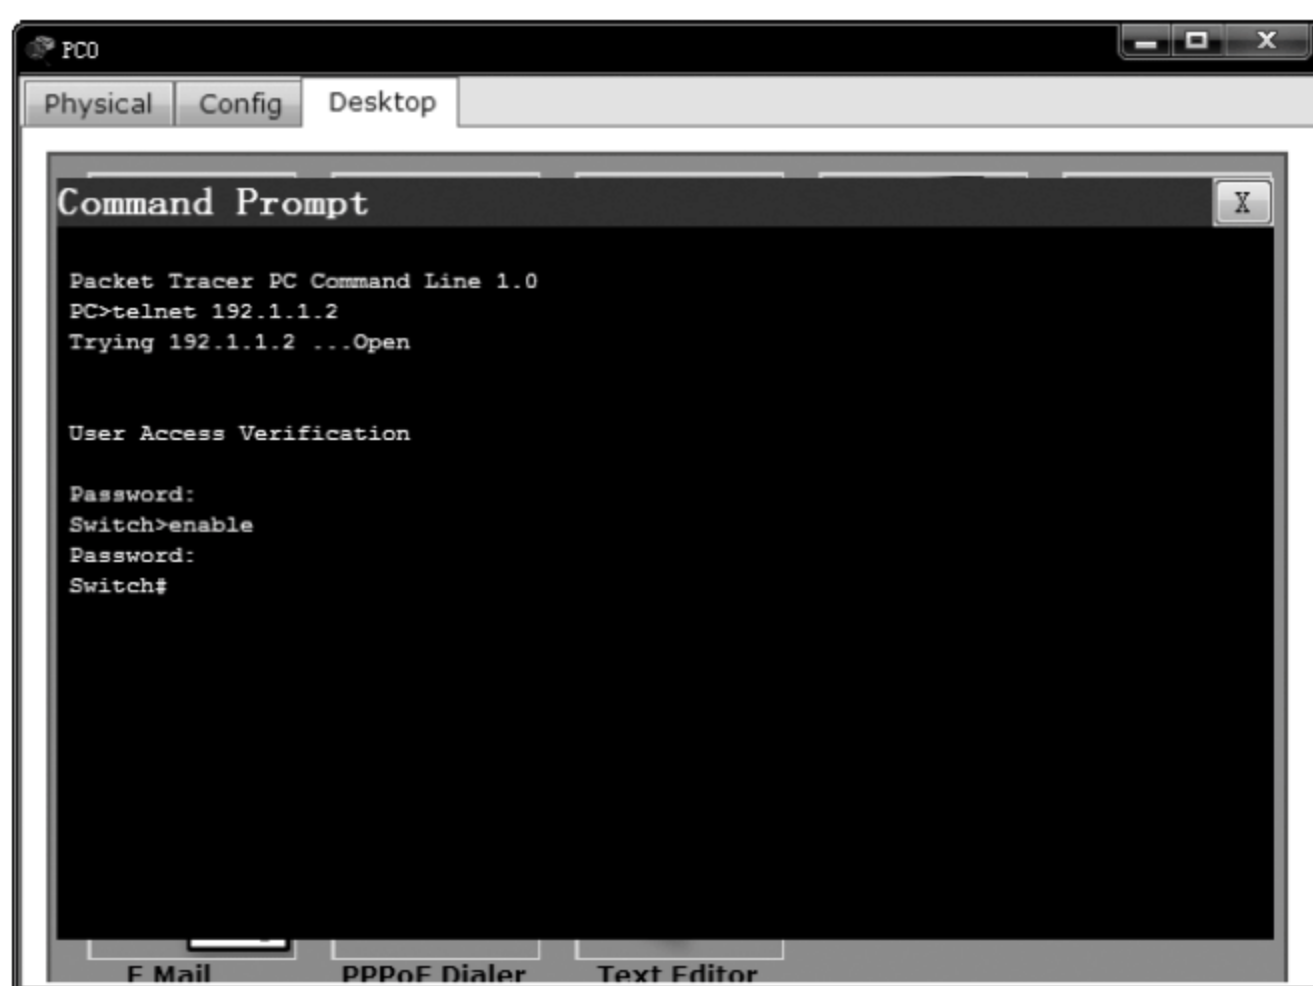 PC0
X
Physical Config Desktop
Command Prompt
X
Packet Tracer PC Command Line 1.0
PC>telnet 192.1.1.2
Trying 192.1.1.2 ...Open
User Access Verification
Password:
Switch>enable
Password:
Switch#
E Mail PPPoE Dialer Text Editor